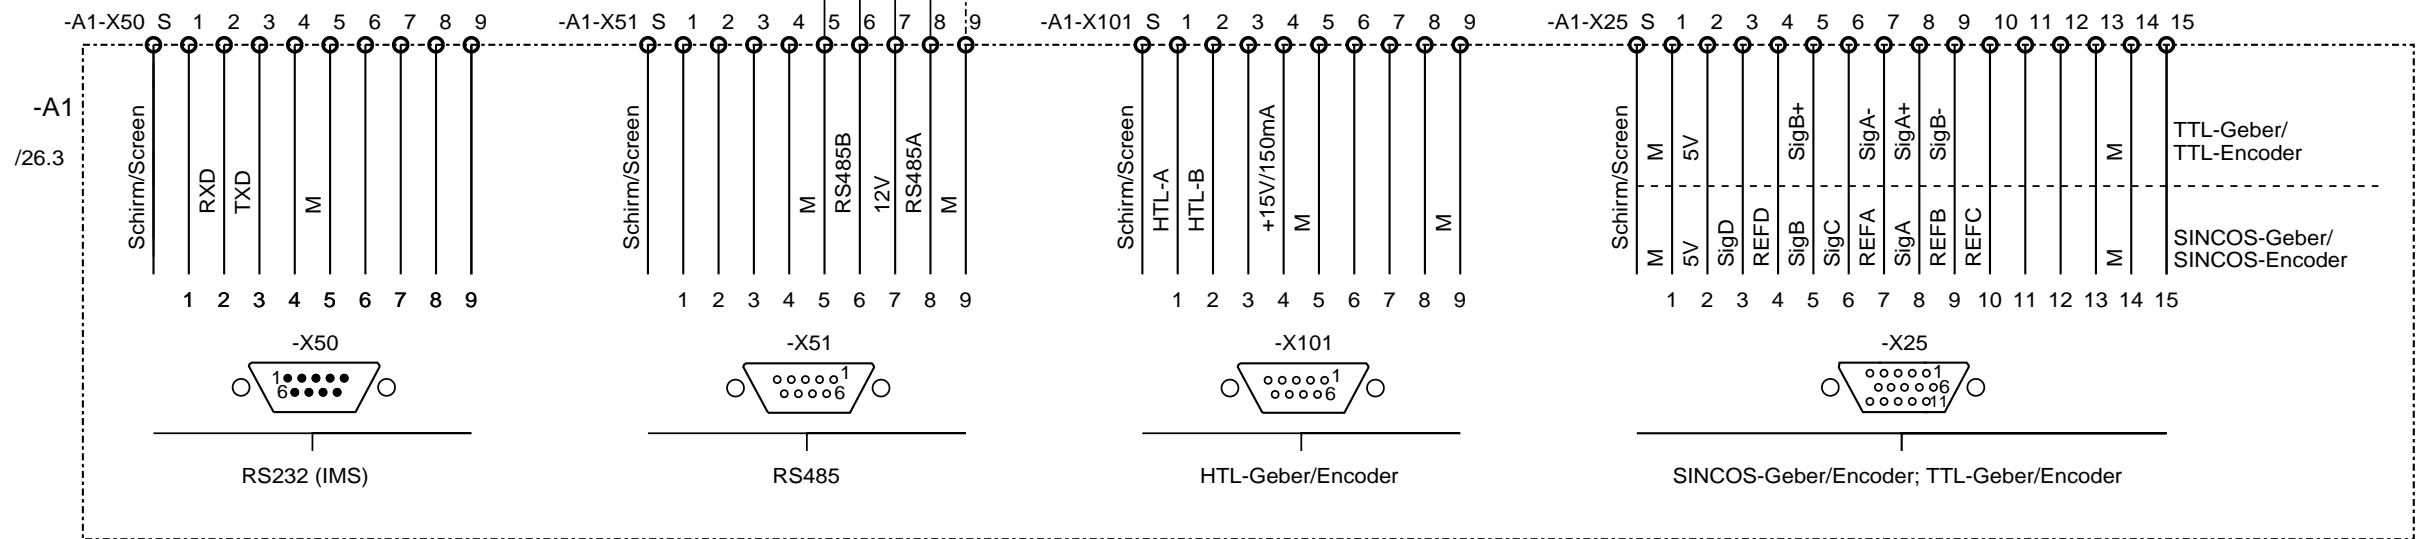 -A1-X50 S 1 2 3 4 5 6 7 8 9
-A1-X51 S 1 2 3 4 5 6 7 8 9
-A1-X101 S 1 2 3 4 5 6 7 8 9
-A1-X25 S 1 2 3 4 5 6 7 8 9 10 11 12 13 14 15
-A1
/26.3
Schirm/Screen
RXD
TXD
M
Schirm/Screen
M
RS485B
12V
RS485A
M
Schirm/Screen
HTL-A
HTL-B
+15V/150mA
M
M
Schirm/Screen
M
5V
SigB+
SigA-
SigA+
SigB-
M
TTL-Geber/
TTL-Encoder
M
5V
SigD
REFD
SigB
SigC
REFA
SigA
REFB
REFC
M
SINCOS-Geber/
SINCOS-Encoder
1 2 3 4 5 6 7 8 9
1 2 3 4 5 6 7 8 9
1 2 3 4 5 6 7 8 9
1 2 3 4 5 6 7 8 9 10 11 12 13 14 15
-X50
1
6
-X51
1
6
-X101
1
6
-X25
1
6
11
RS232 (IMS)
RS485
HTL-Geber/Encoder
SINCOS-Geber/Encoder; TTL-Geber/Encoder